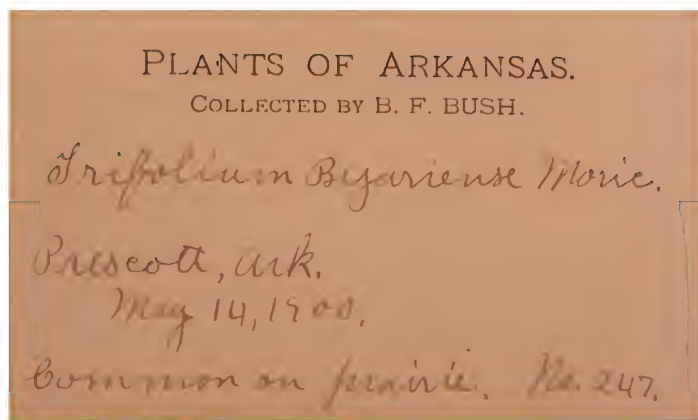 PLANTS OF ARKANSAS.
COLLECTED BY B. F. BUSH.
Trifolium Bejariense Moric.
Prescott, Ark.
May 14, 1900.
Common on prairie. No. 247.